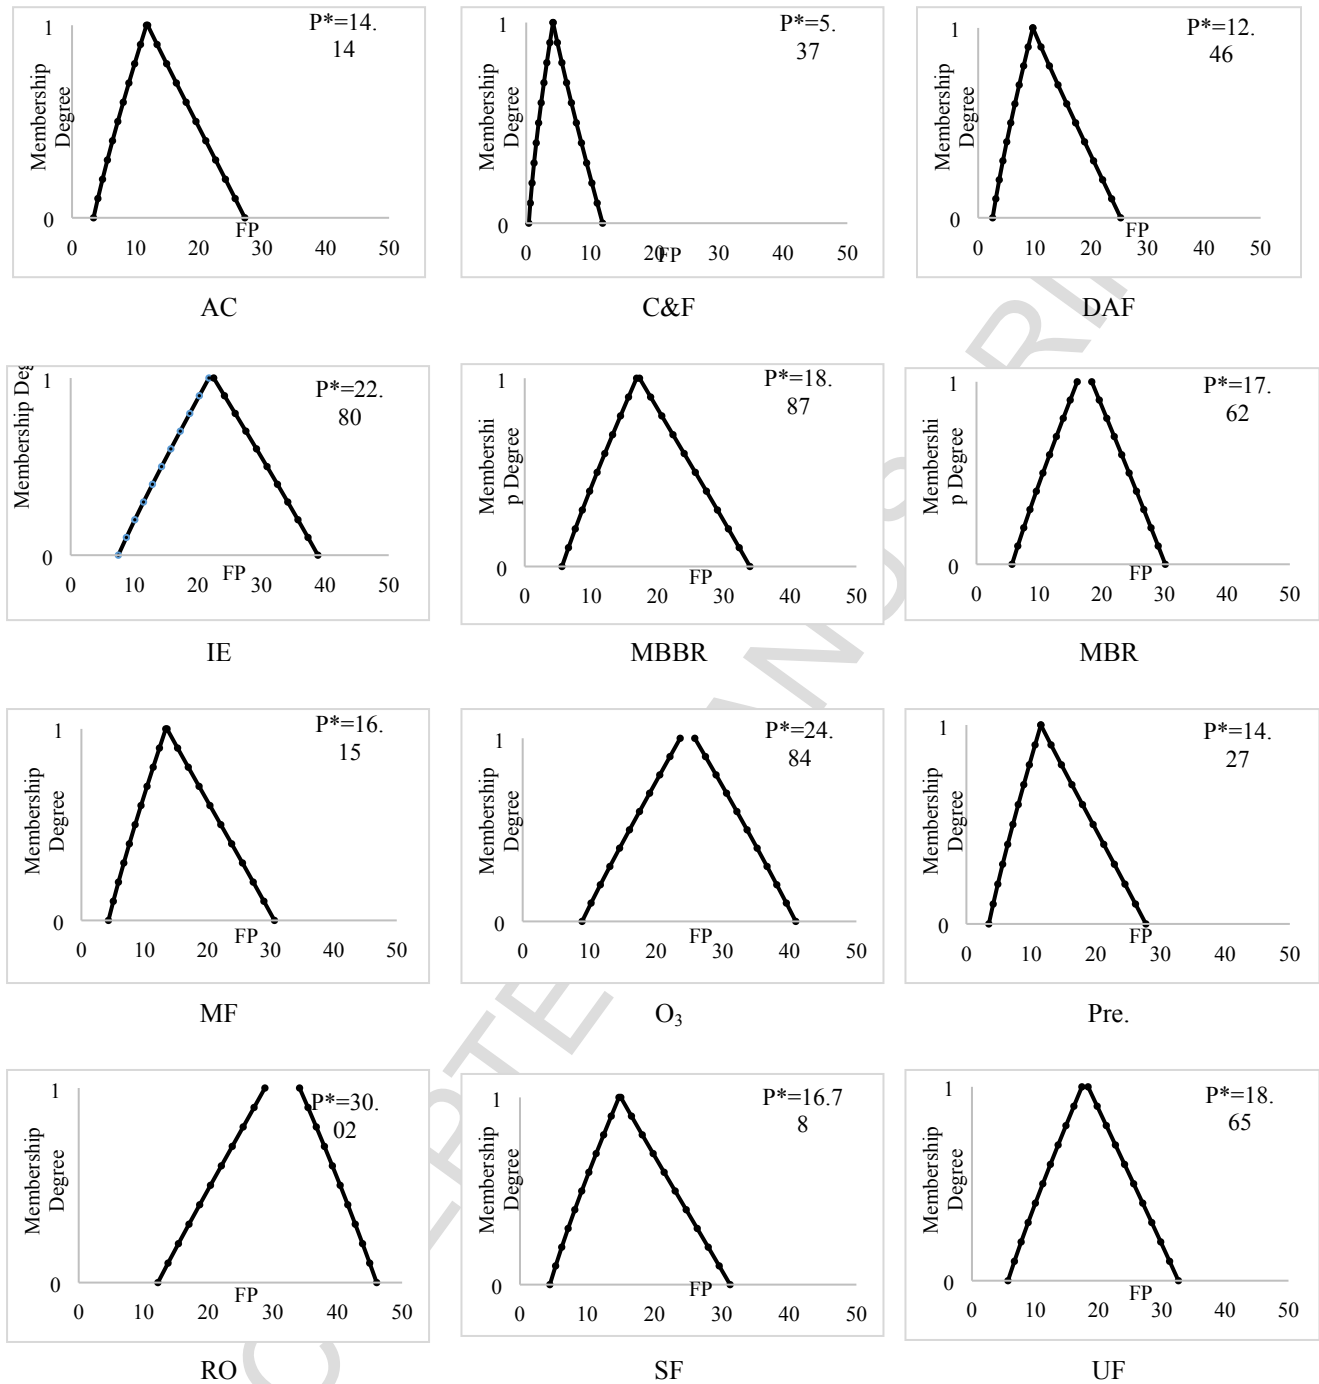 P*=14.
14
Membership
Degree
1
0
FP
0 10 20 30 40 50
AC
P*=5.
37
Membership
Degree
1
0
FP
0 10 20 30 40 50
C&F
P*=12.
46
Membership
Degree
1
0
FP
0 10 20 30 40 50
DAF
P*=22.
80
Membership Deg
1
0
FP
0 10 20 30 40 50
IE
P*=18.
87
Membershi
p Degree
1
0
FP
0 10 20 30 40 50
MBBR
P*=17.
62
Membershi
p Degree
1
0
FP
0 10 20 30 40 50
MBR
P*=16.
15
Membership
Degree
1
0
FP
0 10 20 30 40 50
MF
P*=24.
84
Membership
Degree
1
0
FP
0 10 20 30 40 50
O₃
P*=14.
27
Membership
Degree
1
0
FP
0 10 20 30 40 50
Pre.
P*=30.
02
Membership
Degree
1
0
FP
0 10 20 30 40 50
RO
P*=16.7
8
Membership
Degree
1
0
FP
0 10 20 30 40 50
SF
P*=18.
65
Membership
Degree
1
0
FP
0 10 20 30 40 50
UF